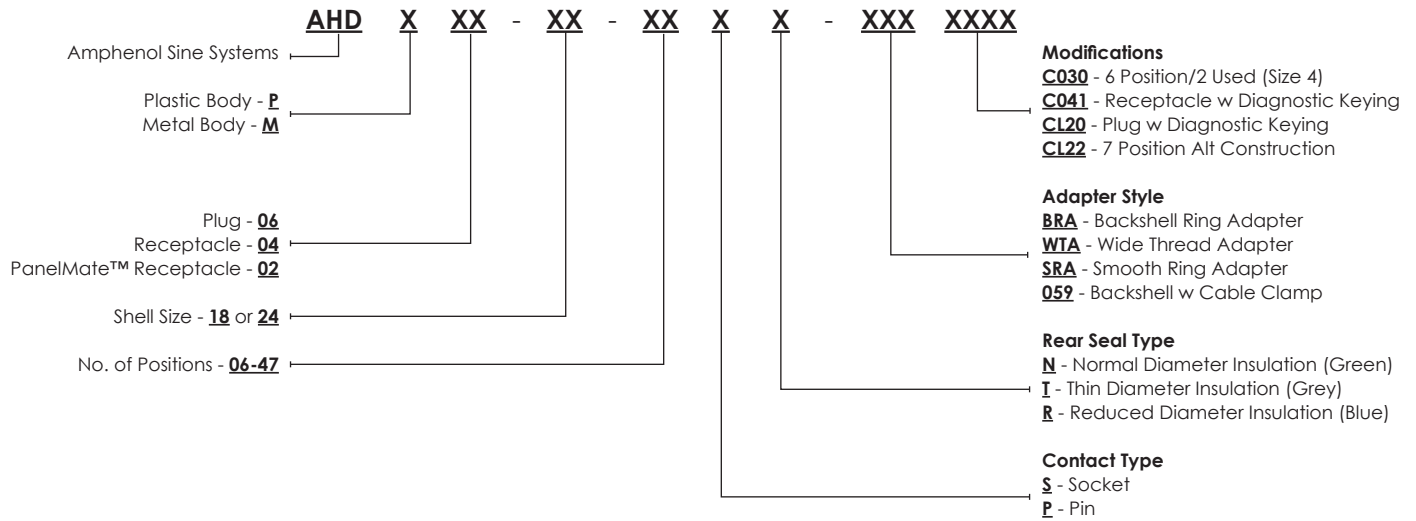 AHD X XX - XX - XX X X - XXX XXXX
Amphenol Sine Systems
Plastic Body - P
Metal Body - M
Plug - 06
Receptacle - 04
PanelMate™ Receptacle - 02
Shell Size - 18 or 24
No. of Positions - 06-47
Modifications
C030 - 6 Position/2 Used (Size 4)
C041 - Receptacle w Diagnostic Keying
CL20 - Plug w Diagnostic Keying
CL22 - 7 Position Alt Construction
Adapter Style
BRA - Backshell Ring Adapter
WTA - Wide Thread Adapter
SRA - Smooth Ring Adapter
059 - Backshell w Cable Clamp
Rear Seal Type
N - Normal Diameter Insulation (Green)
T - Thin Diameter Insulation (Grey)
R - Reduced Diameter Insulation (Blue)
Contact Type
S - Socket
P - Pin